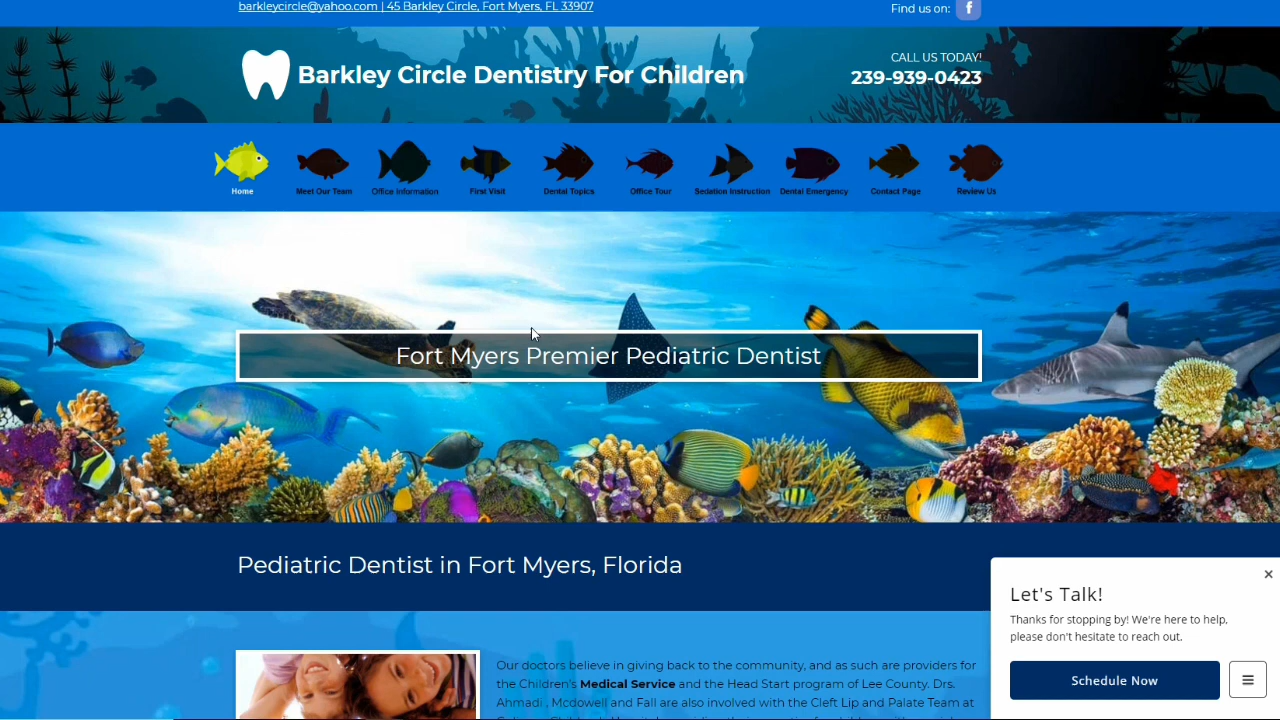 barkleycircle@yahoo.com | 45 Barkley Circle, Fort Myers, FL 33907
Find us on:
Barkley Circle Dentistry For Children
CALL US TODAY!
239-939-0423
Home
Meet Our Team
Office Information
First Visit
Dental Topics
Office Tour
Sedation Instruction
Dental Emergency
Contact Page
Review Us
Fort Myers Premier Pediatric Dentist
Pediatric Dentist in Fort Myers, Florida
Let's Talk!
Thanks for stopping by! We're here to help,
please don't hesitate to reach out.
Schedule Now
Our doctors believe in giving back to the community, and as such are providers for
the Children's Medical Service and the Head Start program of Lee County. Drs.
Ahmadi , Mcdowell and Fall are also involved with the Cleft Lip and Palate Team at